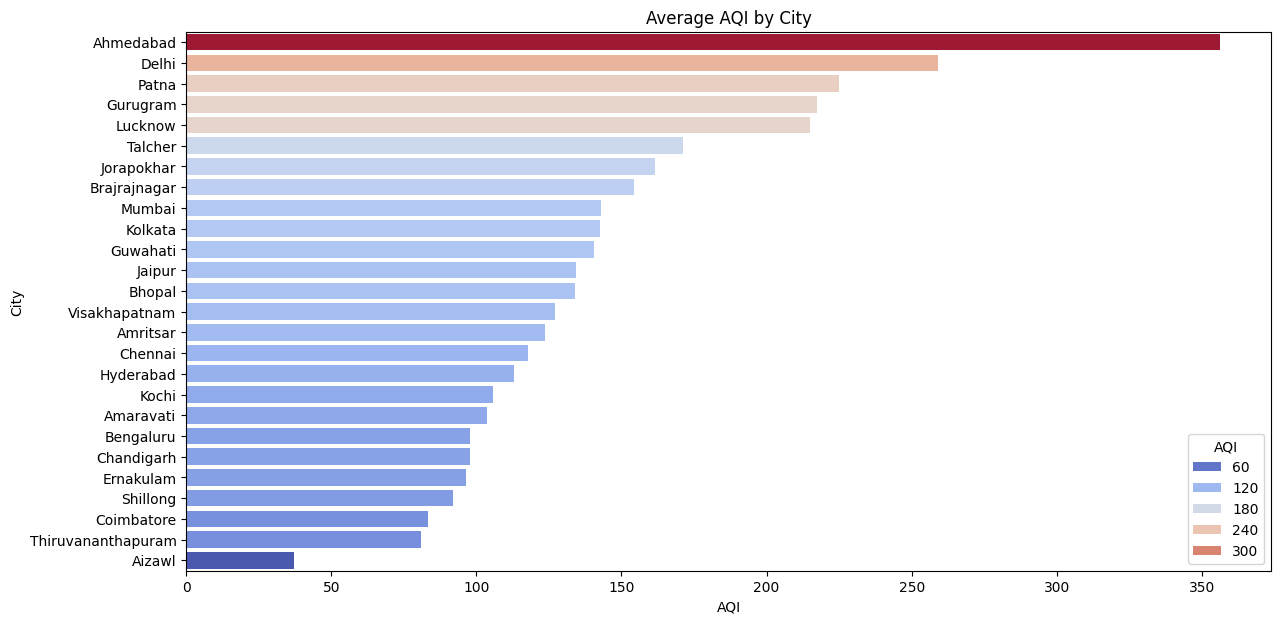 Average AQI by City
Ahmedabad
Delhi
Patna
Gurugram
Lucknow
Talcher
Jorapokhar
Brajrajnagar
Mumbai
Kolkata
Guwahati
Jaipur
Bhopal
Visakhapatnam
Amritsar
Chennai
Hyderabad
Kochi
Amaravati
Bengaluru
Chandigarh
Ernakulam
Shillong
Coimbatore
Thiruvananthapuram
Aizawl
City
AQI
60
120
180
240
300
0 50 100 150 200 250 300 350
AQI